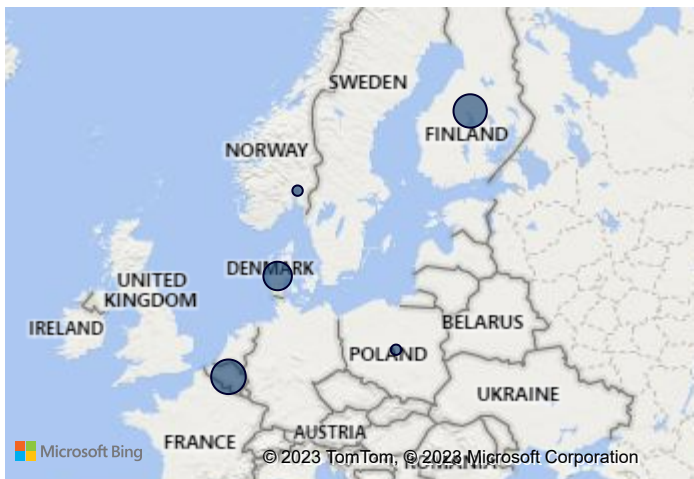 SWEDEN
FINLAND
NORWAY
DENMARK
UNITED
KINGDOM
IRELAND
BELARUS
POLAND
UKRAINE
AUSTRIA
FRANCE
ROMANIA
Microsoft Bing
© 2023 TomTom, © 2023 Microsoft Corporation